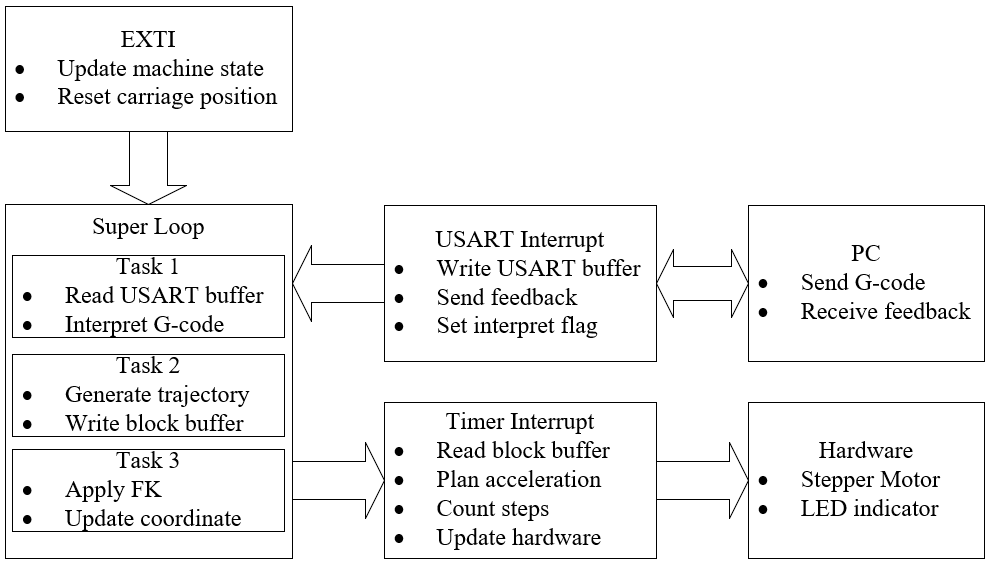 EXTI
• Update machine state
• Reset carriage position
Super Loop
Task 1
• Read USART buffer
• Interpret G-code
Task 2
• Generate trajectory
• Write block buffer
Task 3
• Apply FK
• Update coordinate
USART Interrupt
• Write USART buffer
• Send feedback
• Set interpret flag
PC
• Send G-code
• Receive feedback
Timer Interrupt
• Read block buffer
• Plan acceleration
• Count steps
• Update hardware
Hardware
• Stepper Motor
• LED indicator